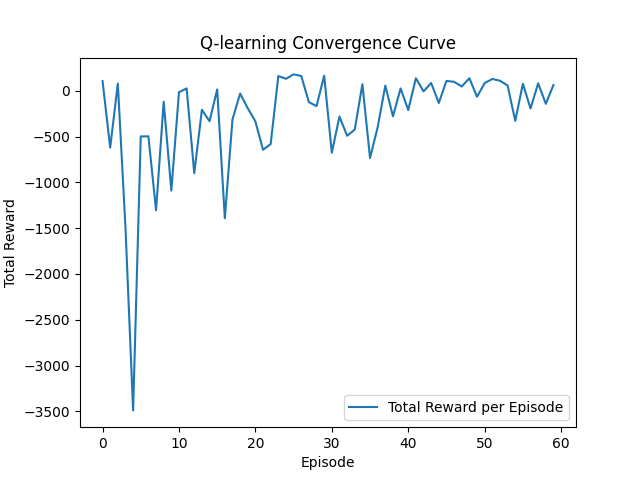 Q-learning Convergence Curve
0
−500
−1000
−1500
−2000
−2500
−3000
−3500
Total Reward
Total Reward per Episode
0 10 20 30 40 50 60
Episode